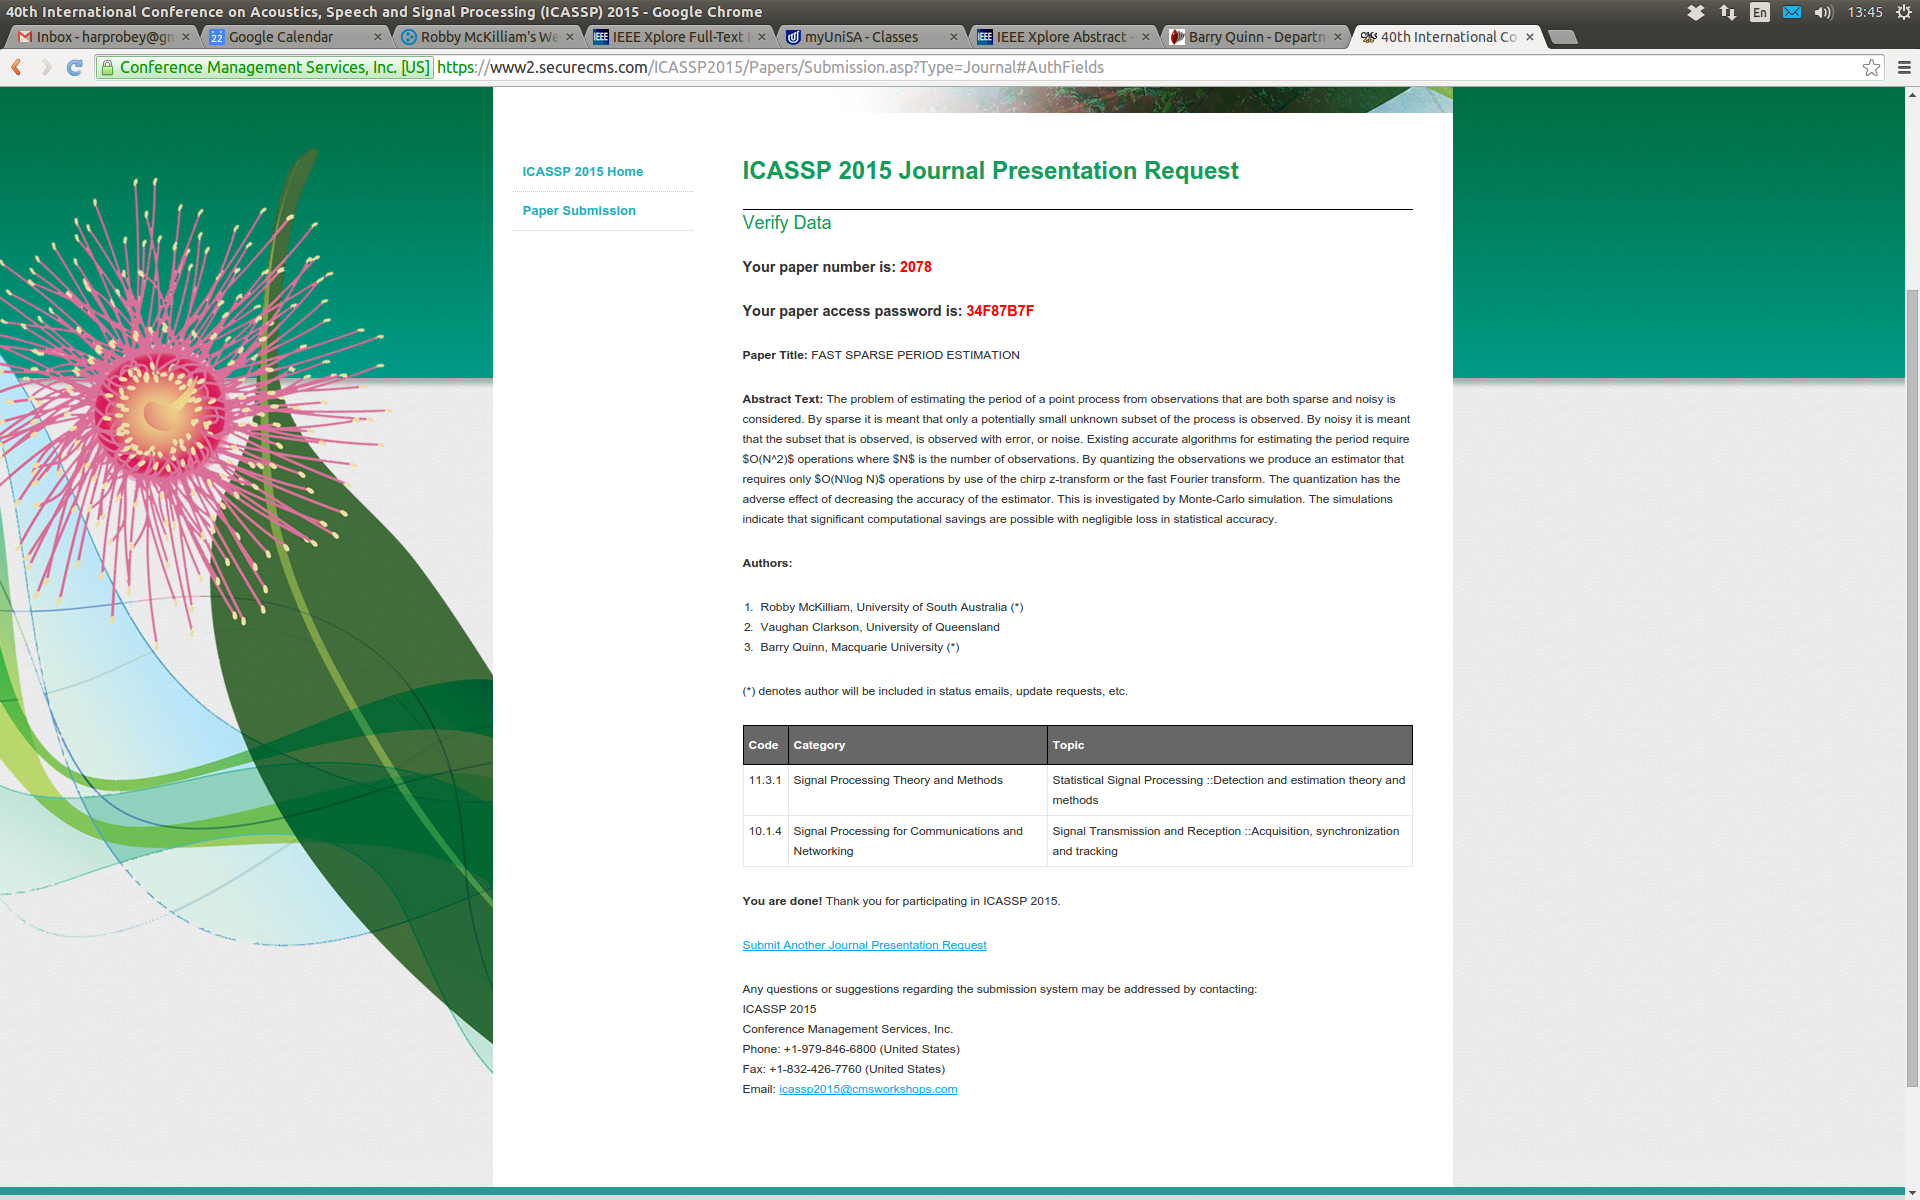 40th International Conference on Acoustics, Speech and Signal Processing (ICASSP) 2015 - Google Chrome
En
13:45
Inbox - harprobey@gn
22 Google Calendar
Robby McKilliam's We
IEEE Xplore Full-Text
myUniSA - Classes
IEEE Xplore Abstract -
Barry Quinn - Departm
40th International Co
Conference Management Services, Inc. [US] https://www2.securecms.com/ICASSP2015/Papers/Submission.asp?Type=Journal#AuthFields
ICASSP 2015 Home
Paper Submission
ICASSP 2015 Journal Presentation Request
Verify Data
Your paper number is: 2078
Your paper access password is: 34F87B7F
Paper Title: FAST SPARSE PERIOD ESTIMATION
Abstract Text: The problem of estimating the period of a point process from observations that are both sparse and noisy is
considered. By sparse it is meant that only a potentially small unknown subset of the process is observed. By noisy it is meant
that the subset that is observed, is observed with error, or noise. Existing accurate algorithms for estimating the period require
$O(N^2)$ operations where $N$ is the number of observations. By quantizing the observations we produce an estimator that
requires only $O(N\log N)$ operations by use of the chirp z-transform or the fast Fourier transform. The quantization has the
adverse effect of decreasing the accuracy of the estimator. This is investigated by Monte-Carlo simulation. The simulations
indicate that significant computational savings are possible with negligible loss in statistical accuracy.
Authors:
1. Robby McKilliam, University of South Australia (*)
2. Vaughan Clarkson, University of Queensland
3. Barry Quinn, Macquarie University (*)
(*) denotes author will be included in status emails, update requests, etc.
Code Category Topic
11.3.1 Signal Processing Theory and Methods Statistical Signal Processing ::Detection and estimation theory and
methods
10.1.4 Signal Processing for Communications and Signal Transmission and Reception ::Acquisition, synchronization
Networking and tracking
You are done! Thank you for participating in ICASSP 2015.
Submit Another Journal Presentation Request
Any questions or suggestions regarding the submission system may be addressed by contacting:
ICASSP 2015
Conference Management Services, Inc.
Phone: +1-979-846-6800 (United States)
Fax: +1-832-426-7760 (United States)
Email: icassp2015@cmsworkshops.com